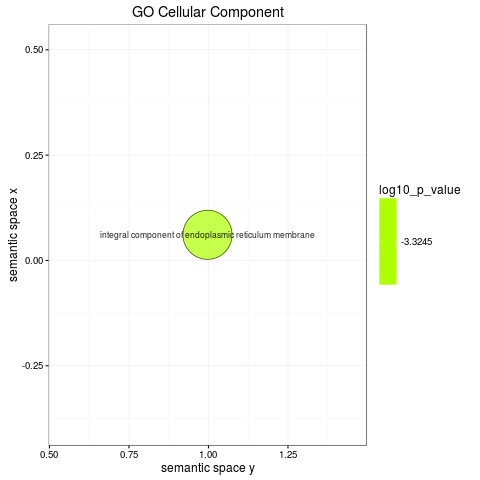 GO Cellular Component
0.50
0.25
0.00
-0.25
semantic space x
integral component of endoplasmic reticulum membrane
0.50 0.75 1.00 1.25
semantic space y
log10_p_value
-3.3245